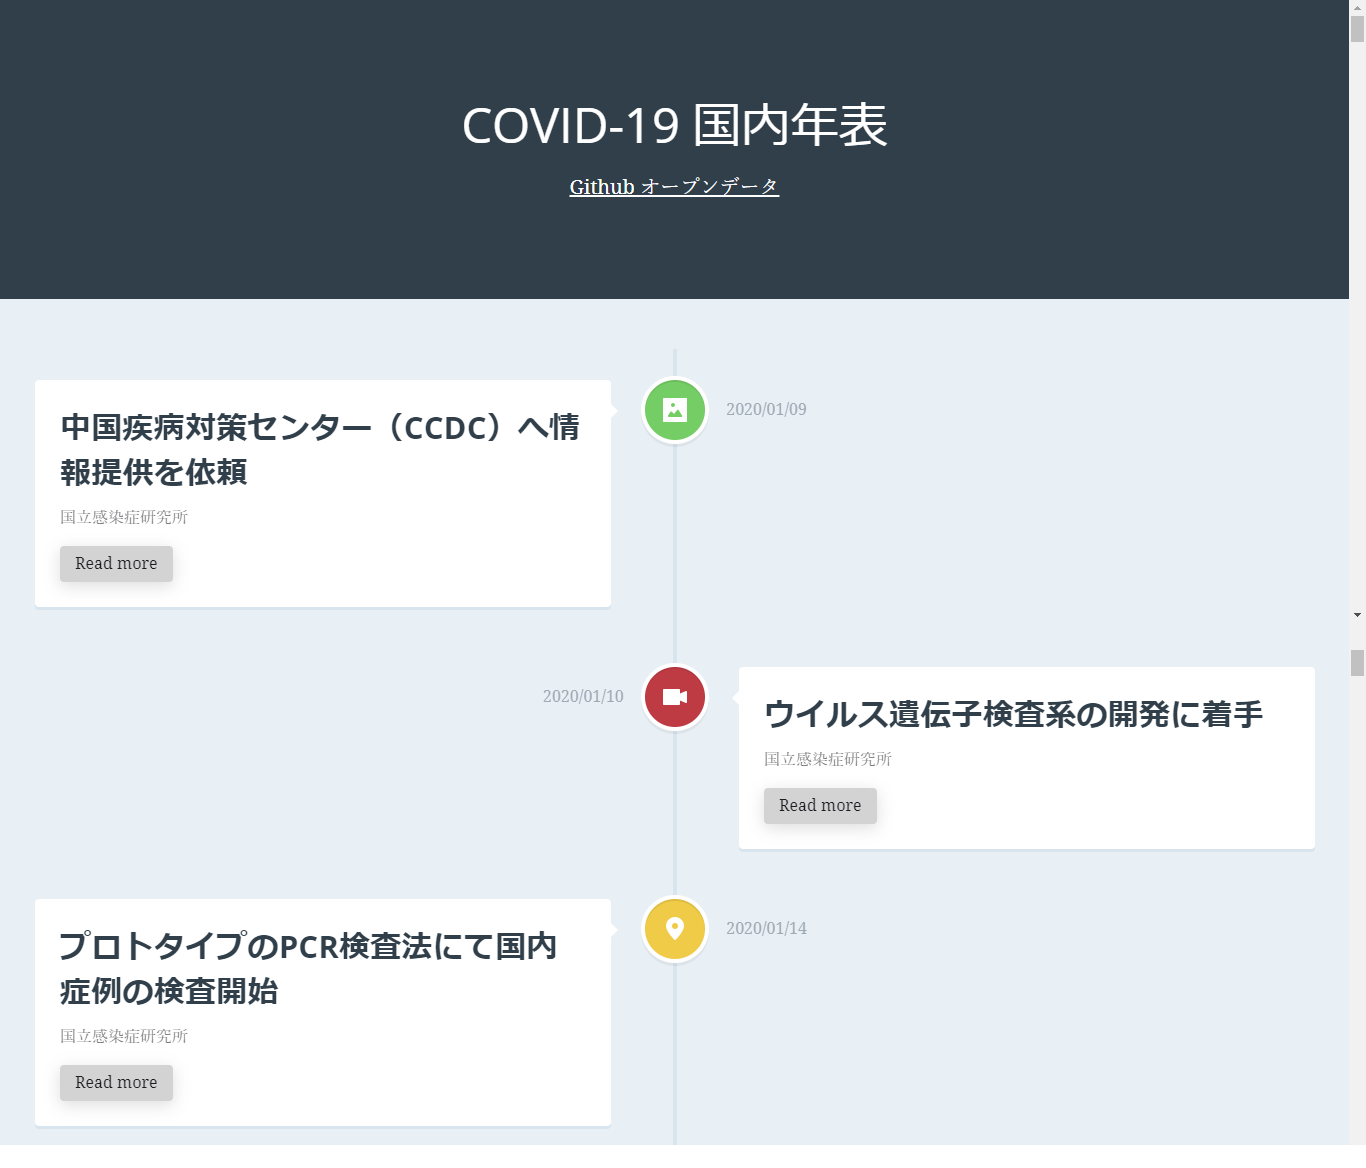 COVID-19 国内年表
Github オープンデータ
中国疾病対策センター（CCDC）へ情
報提供を依頼
国立感染症研究所
Read more
2020/01/09
2020/01/10
ウイルス遺伝子検査系の開発に着手
国立感染症研究所
Read more
プロトタイプのPCR検査法にて国内
症例の検査開始
国立感染症研究所
Read more
2020/01/14